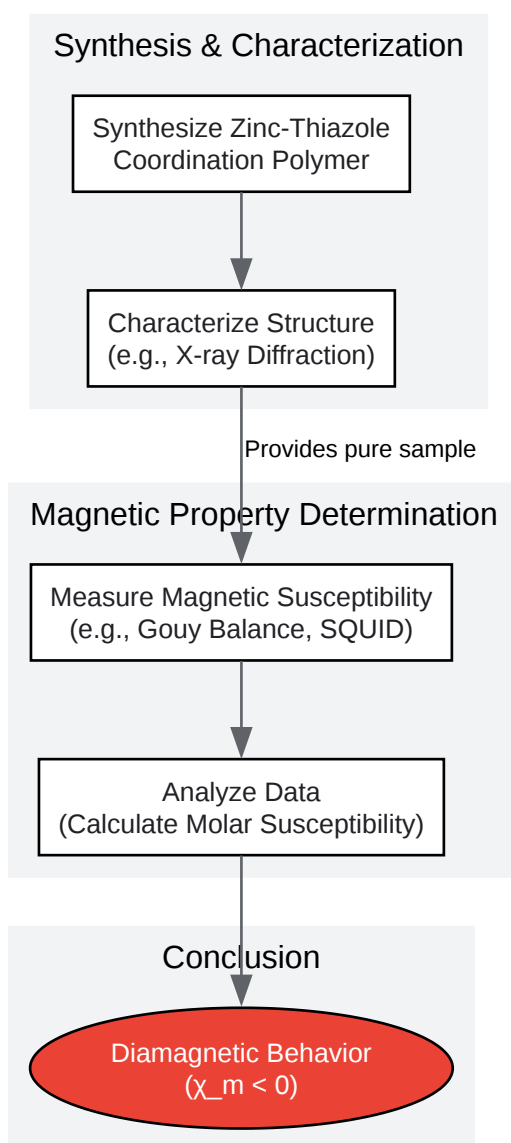 Synthesis & Characterization
Synthesize Zinc-Thiazole
Coordination Polymer
Characterize Structure
(e.g., X-ray Diffraction)
Provides pure sample
Magnetic Property Determination
Measure Magnetic Susceptibility
(e.g., Gouy Balance, SQUID)
Analyze Data
(Calculate Molar Susceptibility)
Conclusion
Diamagnetic Behavior
(χ_m < 0)